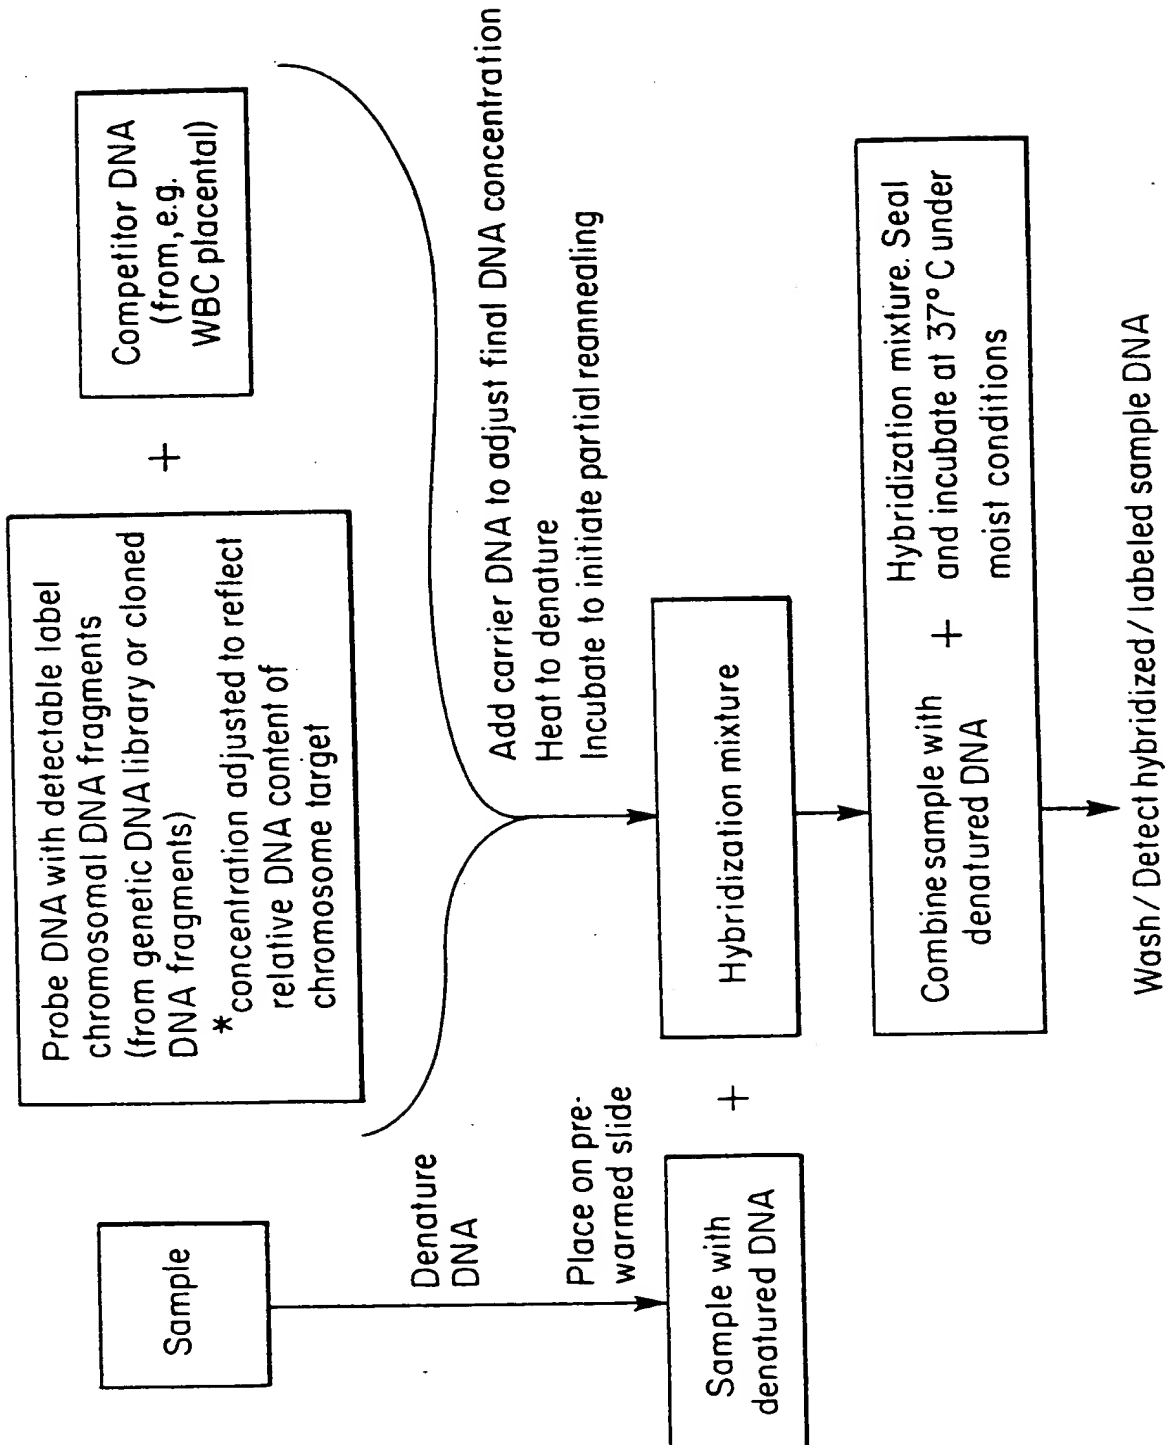 Sample
Denature
DNA
Place on pre-
warmed slide
Sample with
denatured DNA
+
Probe DNA with detectable label
chromosomal DNA fragments
(from genetic DNA library or cloned
DNA fragments)
*concentration adjusted to reflect
relative DNA content of
chromosome target
+
Competitor DNA
(from, e.g.
WBC placental)
Add carrier DNA to adjust final DNA concentration
Heat to denature
Incubate to initiate partial reannealing
Hybridization mixture
Combine sample with
denatured DNA
+
Hybridization mixture. Seal
and incubate at 37° C under
moist conditions
Wash / Detect hybridized / labeled sample DNA